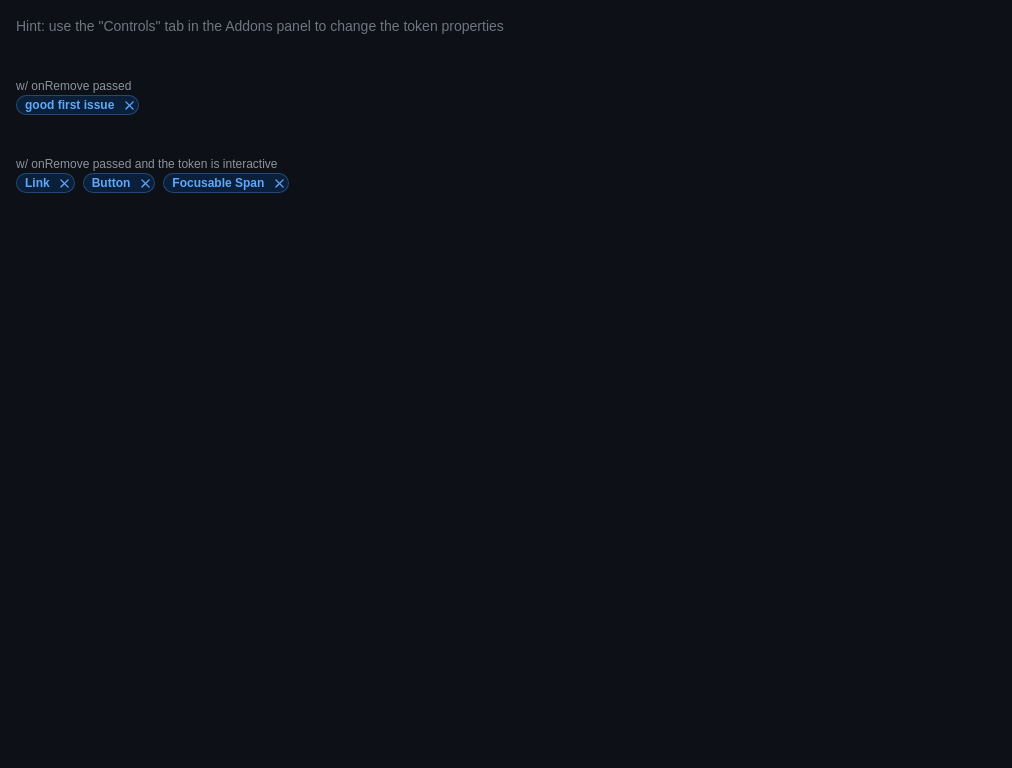 Hint: use the "Controls" tab in the Addons panel to change the token properties
w/ onRemove passed
good first issue
w/ onRemove passed and the token is interactive
Link Button Focusable Span